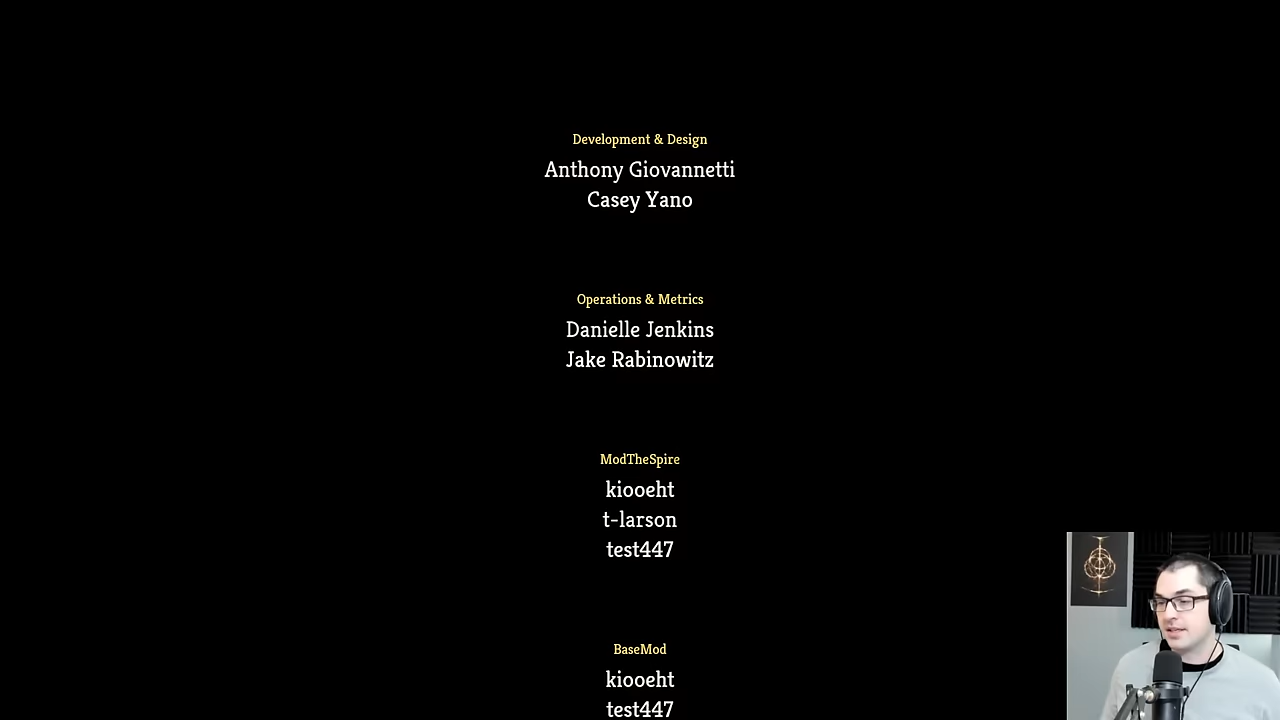 Development & Design
Anthony Giovannetti
Casey Yano
Operations & Metrics
Danielle Jenkins
Jake Rabinowitz
ModTheSpire
kiooeht
t-larson
test447
BaseMod
kiooeht
test447